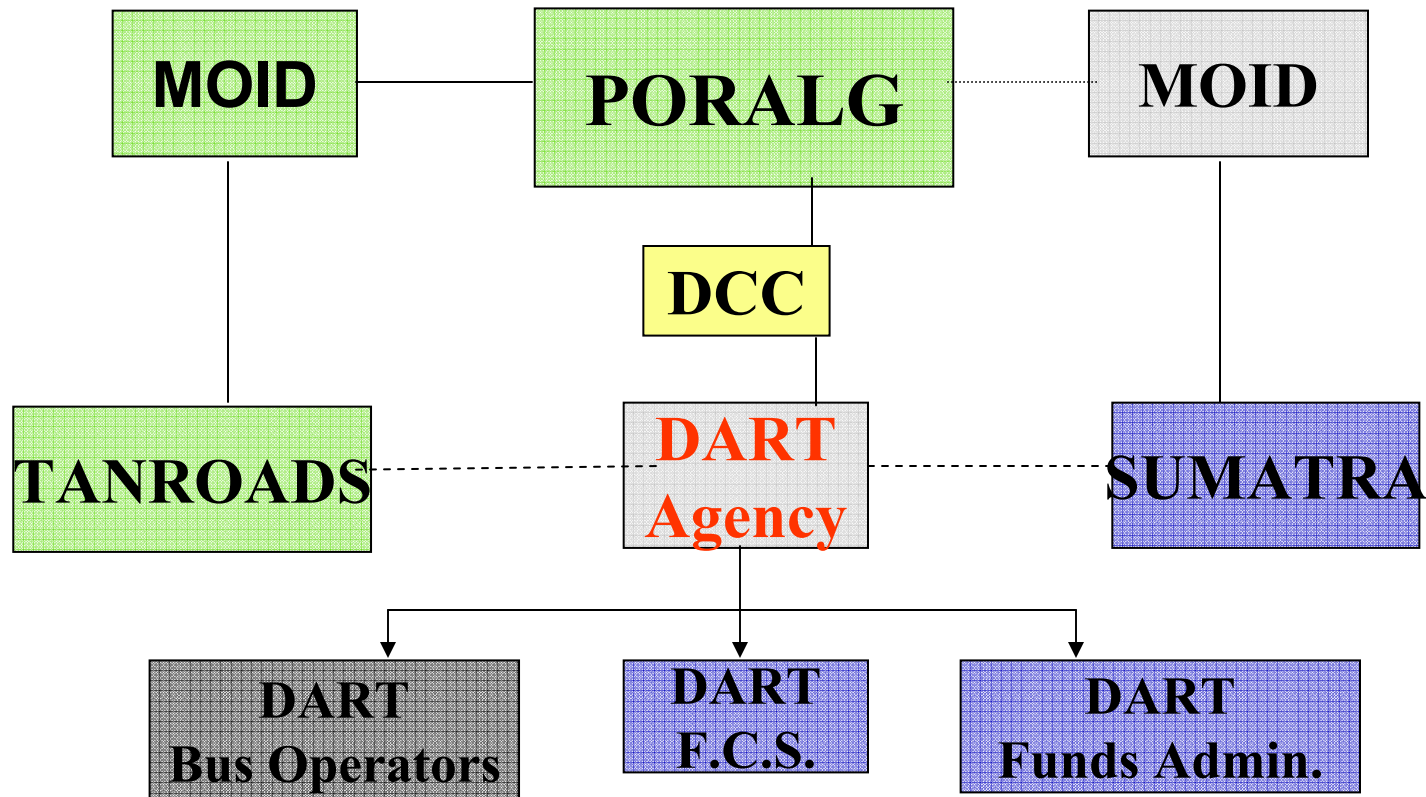 MOID
PORALG
MOID
DCC
TANROADS
DART
Agency
SUMATRA
DART
Bus Operators
DART
F.C.S.
DART
Funds Admin.